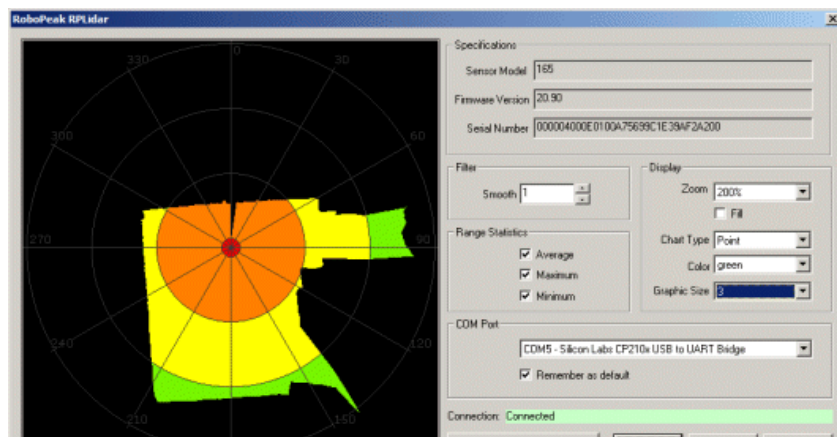 RoboPeak RPLidar
0
330
30
300
60
270
90
240
120
210
150
Specifications
Sensor Model 165
Firmware Version 20.90
Serial Number 000004000E0100A75699C1E39AF2A200
Filter
Smooth 1
Range Statistics
Average
Maximum
Minimum
Display
Zoom 200%
Fill
Chart Type Point
Color green
Graphic Size 3
COM Port
COM5 - Silicon Labs CP210x USB to UART Bridge
Remember as default
Connection: Connected